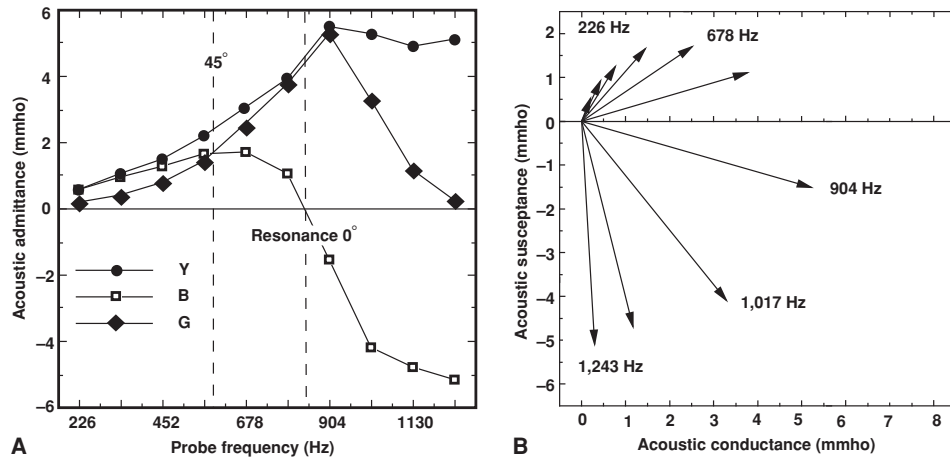 6
4
2
0
–2
–4
–6
Acoustic admittance (mmho)
45°
Resonance 0°
Y
B
G
226 452 678 904 1130
Probe frequency (Hz)
A
2
1
0
–1
–2
–3
–4
–5
–6
Acoustic susceptance (mmho)
226 Hz
678 Hz
904 Hz
1,017 Hz
1,243 Hz
0 1 2 3 4 5 6 7 8
Acoustic conductance (mmho)
B